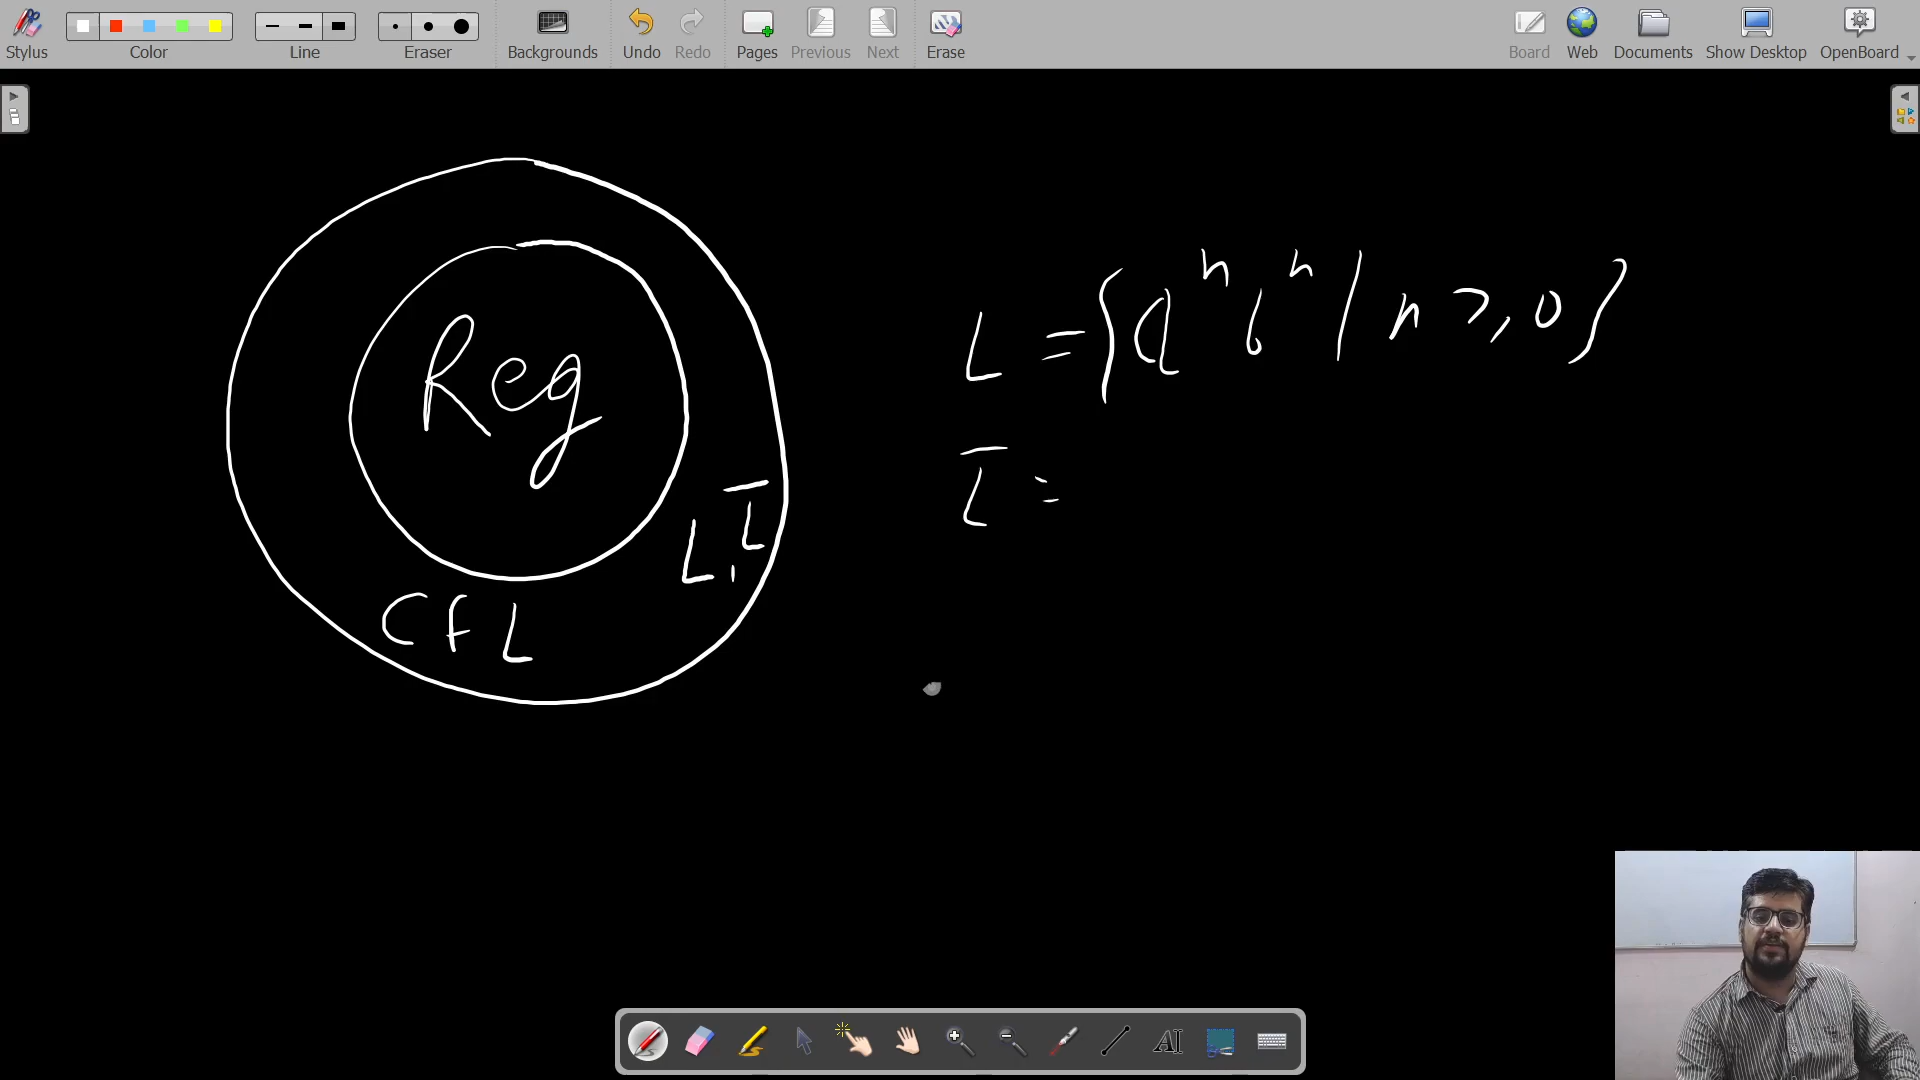 Stylus Color Line Eraser Backgrounds Undo Redo Pages Previous Next Erase Board Web Documents Show Desktop OpenBoard
L = {aⁿbⁿ | n ≥ 0}
Reg
L̅ =
L, L̅
CFL
AI